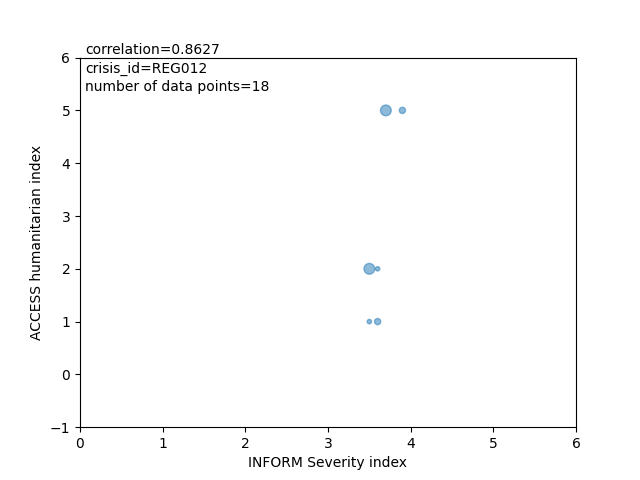 correlation=0.8627
crisis_id=REG012
number of data points=18
6
5
4
3
2
1
0
−1
ACCESS humanitarian index
0 1 2 3 4 5 6
INFORM Severity index